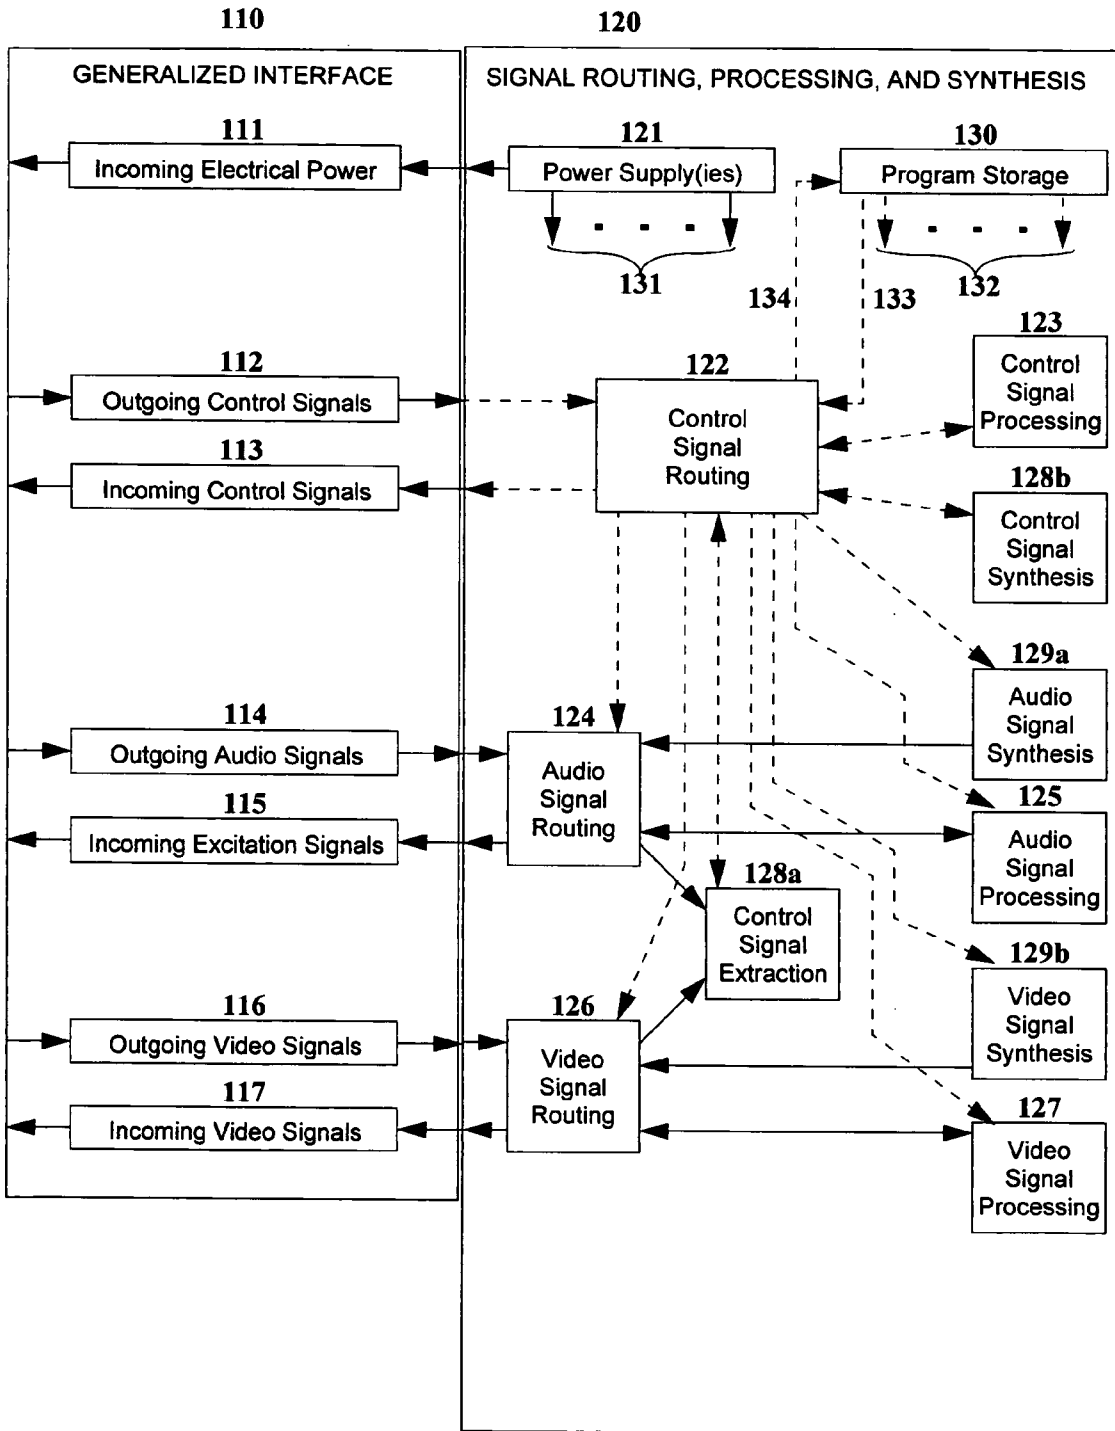 110
120
GENERALIZED INTERFACE
SIGNAL ROUTING, PROCESSING, AND SYNTHESIS
111
Incoming Electrical Power
121
Power Supply(ies)
130
Program Storage
131
134
133
132
112
Outgoing Control Signals
113
Incoming Control Signals
122
Control
Signal
Routing
123
Control
Signal
Processing
128b
Control
Signal
Synthesis
129a
Audio
Signal
Synthesis
114
Outgoing Audio Signals
115
Incoming Excitation Signals
124
Audio
Signal
Routing
125
Audio
Signal
Processing
128a
Control
Signal
Extraction
129b
Video
Signal
Synthesis
116
Outgoing Video Signals
117
Incoming Video Signals
126
Video
Signal
Routing
127
Video
Signal
Processing